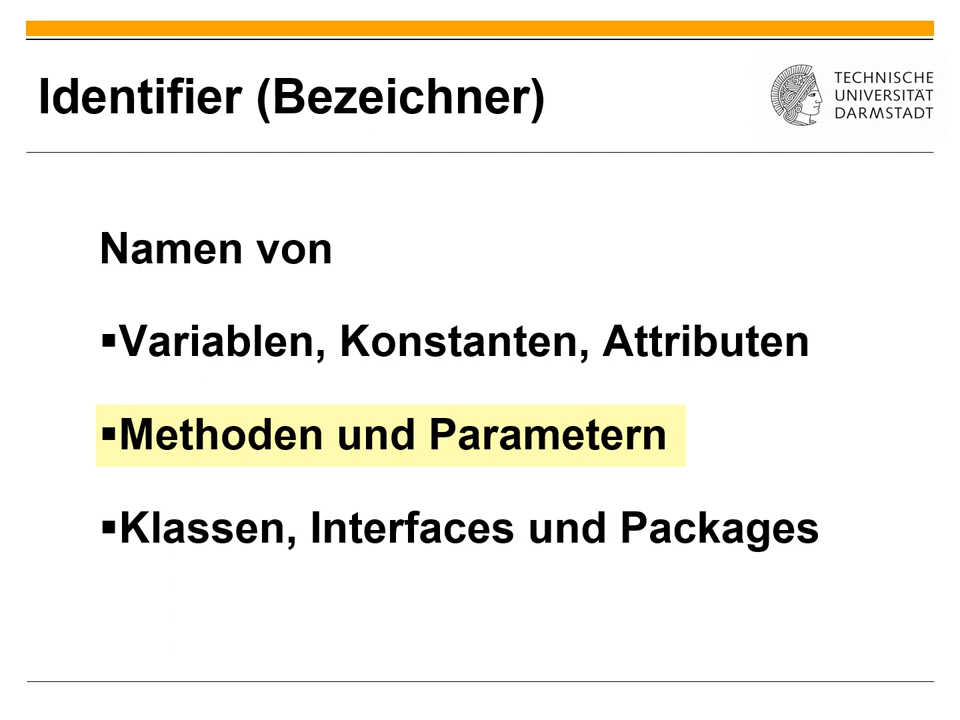 Identifier (Bezeichner)
TECHNISCHE
UNIVERSITÄT
DARMSTADT
Namen von
▪Variablen, Konstanten, Attributen
▪Methoden und Parametern
▪Klassen, Interfaces und Packages